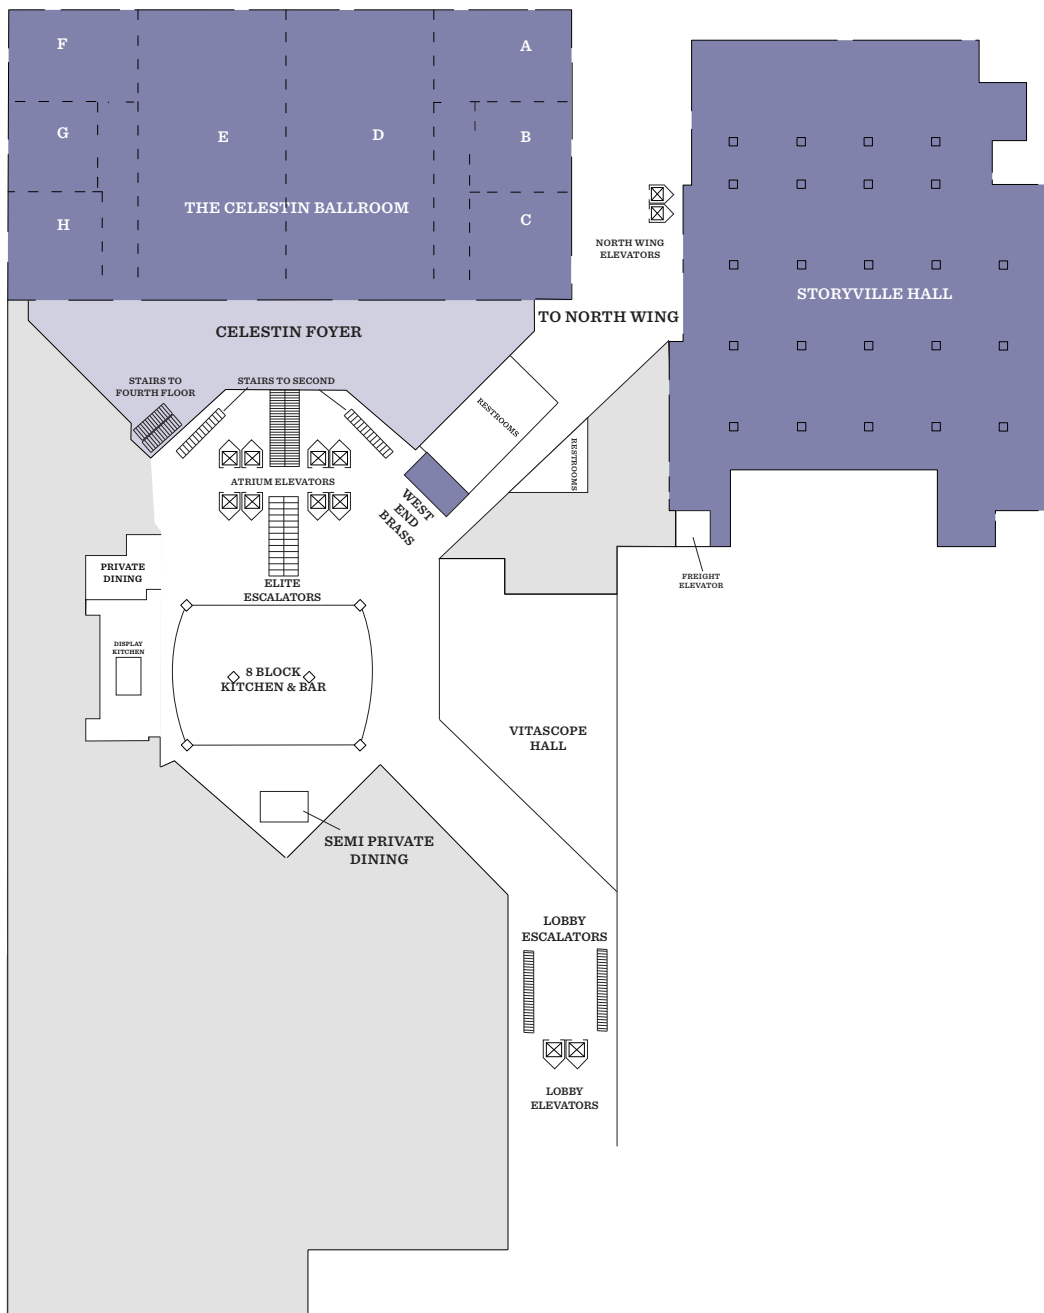 F
A
G
E
D
B
THE CELESTIN BALLROOM
H
C
NORTH WING
ELEVATORS
STORYVILLE HALL
TO NORTH WING
CELESTIN FOYER
STAIRS TO
FOURTH FLOOR
STAIRS TO SECOND
RESTROOMS
RESTROOMS
ATRIUM ELEVATORS
WEST
END
BRASS
PRIVATE
DINING
ELITE
ESCALATORS
FREIGHT
ELEVATOR
DISPLAY
KITCHEN
8 BLOCK
KITCHEN & BAR
VITASCOPE
HALL
SEMI PRIVATE
DINING
LOBBY
ESCALATORS
LOBBY
ELEVATORS